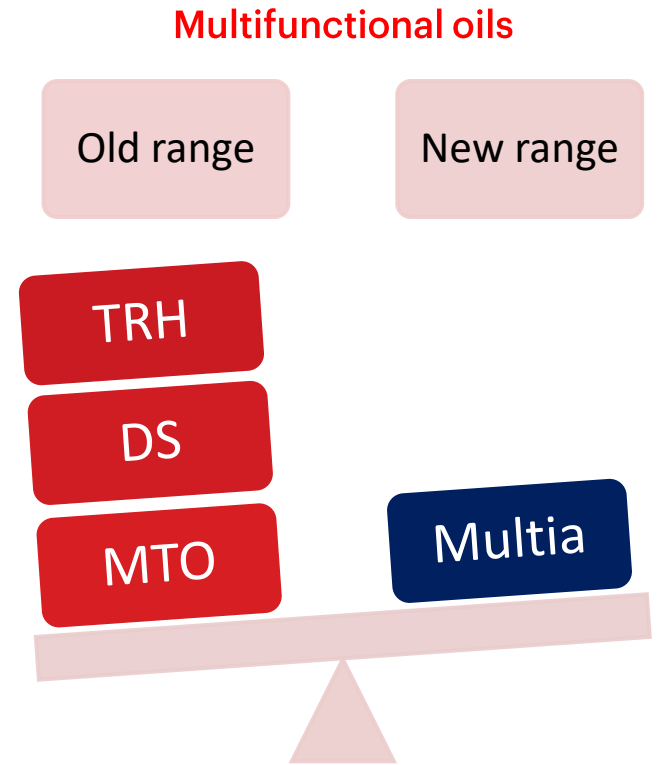 Multifunctional oils
Old range
New range
TRH
DS
MTO
Multia